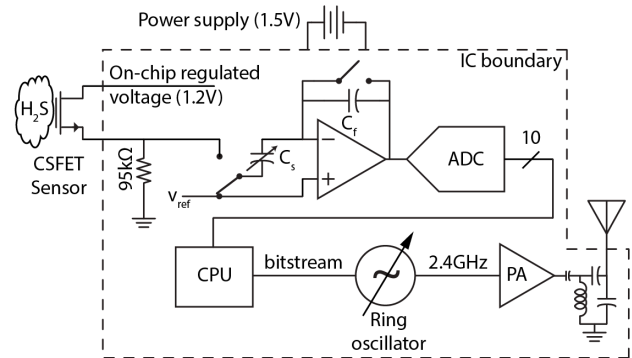 Power supply (1.5V)
IC boundary
On-chip regulated
voltage (1.2V)
H2S
CSFET
Sensor
95kΩ
Cf
Cs
Vref
10
ADC
CPU
bitstream
2.4GHz
PA
Ring
oscillator